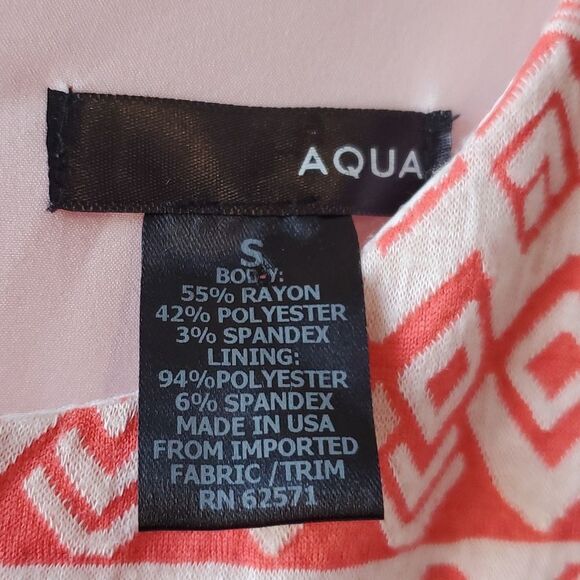 AQUA
S
BODY:
55% RAYON
42% POLYESTER
3% SPANDEX
LINING:
94%POLYESTER
6% SPANDEX
MADE IN USA
FROM IMPORTED
FABRIC/TRIM
RN 62571